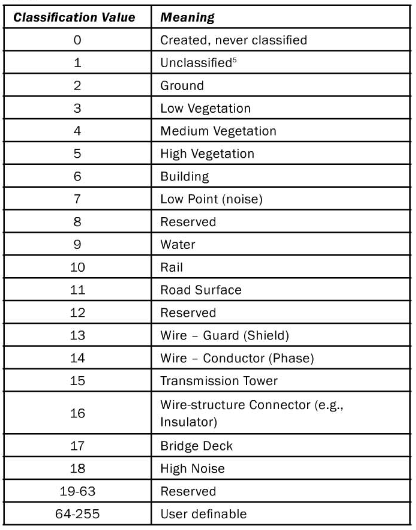 Classification Value Meaning
0 Created, never classified
1 Unclassified⁵
2 Ground
3 Low Vegetation
4 Medium Vegetation
5 High Vegetation
6 Building
7 Low Point (noise)
8 Reserved
9 Water
10 Rail
11 Road Surface
12 Reserved
13 Wire – Guard (Shield)
14 Wire – Conductor (Phase)
15 Transmission Tower
16 Wire-structure Connector (e.g.,
Insulator)
17 Bridge Deck
18 High Noise
19-63 Reserved
64-255 User definable